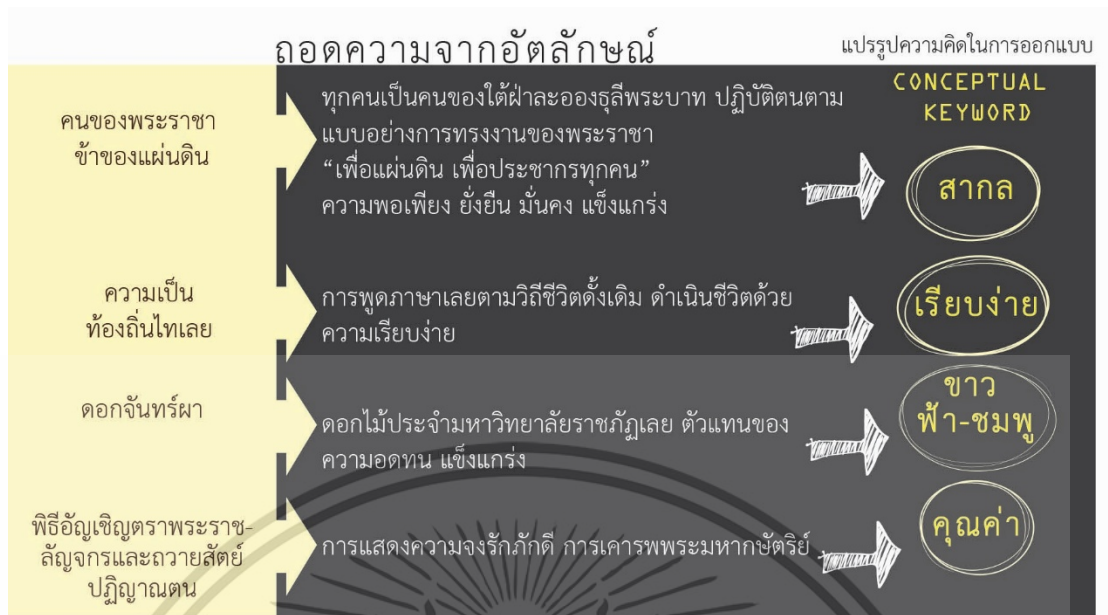 ถอดความจากอัตลักษณ์
แปรรูปความคิดในการออกแบบ
CONCEPTUAL
KEYWORD
คนของพระราชา
ข้าของแผ่นดิน
ทุกคนเป็นคนของใต้ฝ่าละอองธุลีพระบาท ปฏิบัติตนตาม
แบบอย่างการทรงงานของพระราชา
“เพื่อแผ่นดิน เพื่อประชากรทุกคน”
ความพอเพียง ยั่งยืน มั่นคง แข็งแกร่ง
สากล
ความเป็น
ท้องถิ่นไทเลย
การพูดภาษาเลยตามวิถีชีวิตดั้งเดิม ดำเนินชีวิตด้วย
ความเรียบง่าย
เรียบง่าย
ดอกจันทร์ผา
ดอกไม้ประจำมหาวิทยาลัยราชภัฏเลย ตัวแทนของ
ความอดทน แข็งแกร่ง
ขาว
ฟ้า-ชมพู
พิธีอัญเชิญตราพระราช-
ลัญจกรและถวายสัตย์
ปฏิญาณตน
การแสดงความจงรักภักดี การเคารพพระมหากษัตริย์
คุณค่า